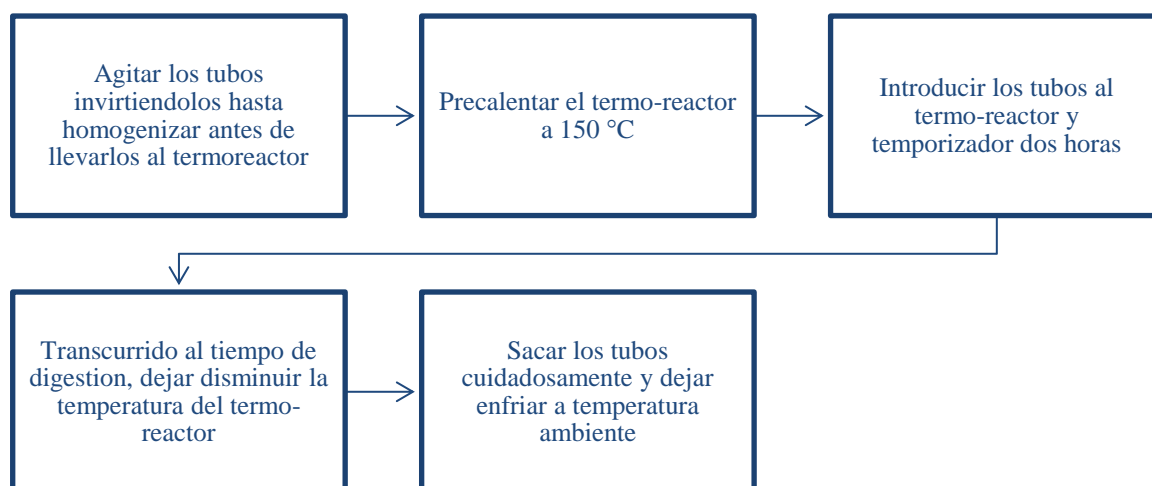 Agitar los tubos
invirtiendolos hasta
homogenizar antes de
llevarlos al termoreactor
Precalentar el termo-reactor
a 150 °C
Introducir los tubos al
termo-reactor y
temporizador dos horas
Transcurrido al tiempo de
digestion, dejar disminuir la
temperatura del termo-
reactor
Sacar los tubos
cuidadosamente y dejar
enfriar a temperatura
ambiente